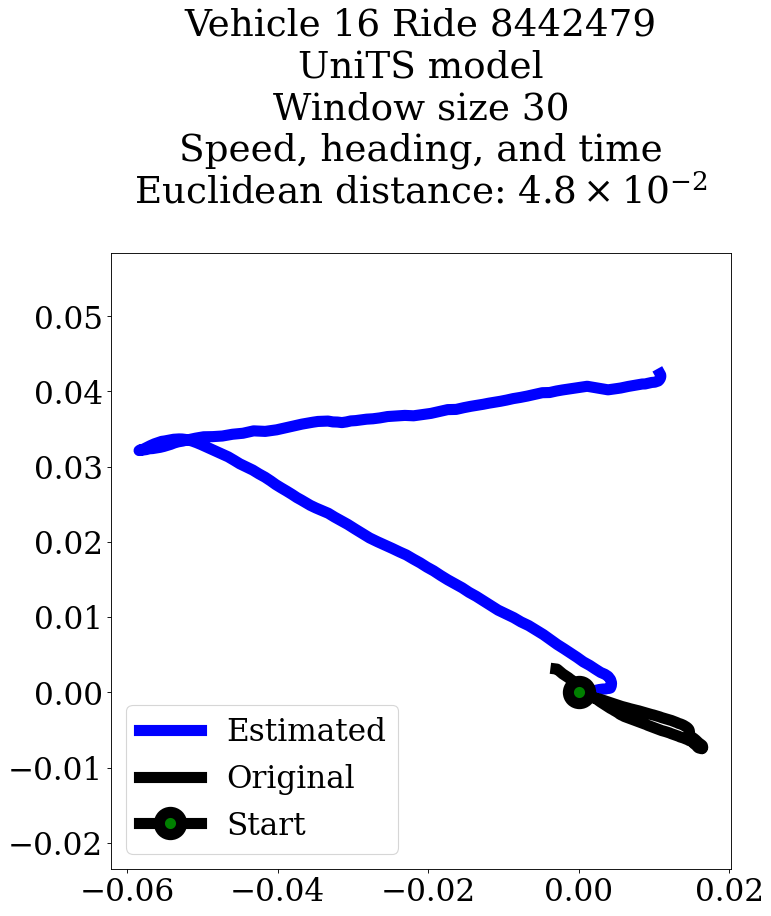 Vehicle 16 Ride 8442479
UniTS model
Window size 30
Speed, heading, and time
Euclidean distance: 4.8 × 10⁻²
0.05
0.04
0.03
0.02
0.01
0.00
−0.01
−0.02
Estimated
Original
Start
−0.06 −0.04 −0.02 0.00 0.02